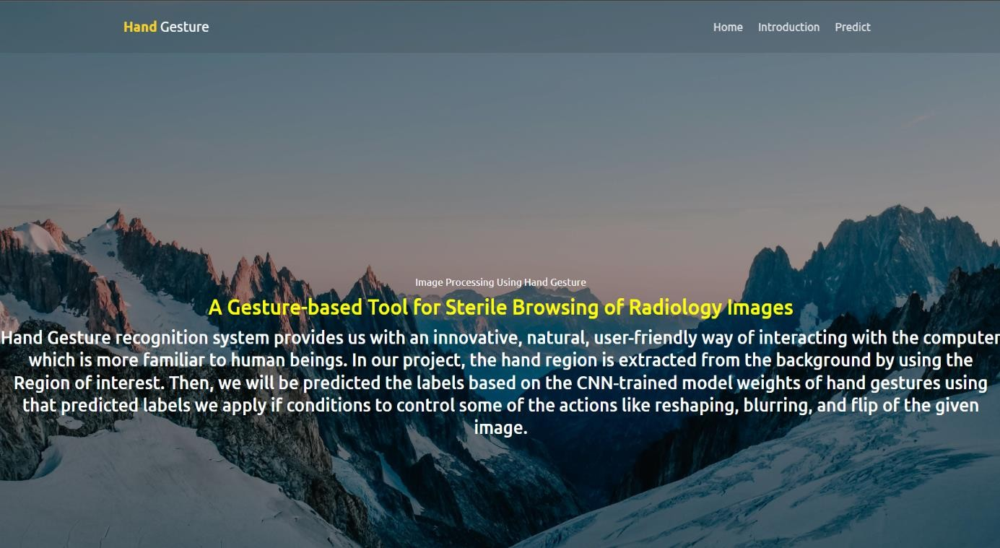 Hand Gesture
Home Introduction Predict
Image Processing Using Hand Gesture
A Gesture-based Tool for Sterile Browsing of Radiology Images
Hand Gesture recognition system provides us with an innovative, natural, user-friendly way of interacting with the computer
which is more familiar to human beings. In our project, the hand region is extracted from the background by using the
Region of interest. Then, we will be predicted the labels based on the CNN-trained model weights of hand gestures using
that predicted labels we apply if conditions to control some of the actions like reshaping, blurring, and flip of the given
image.